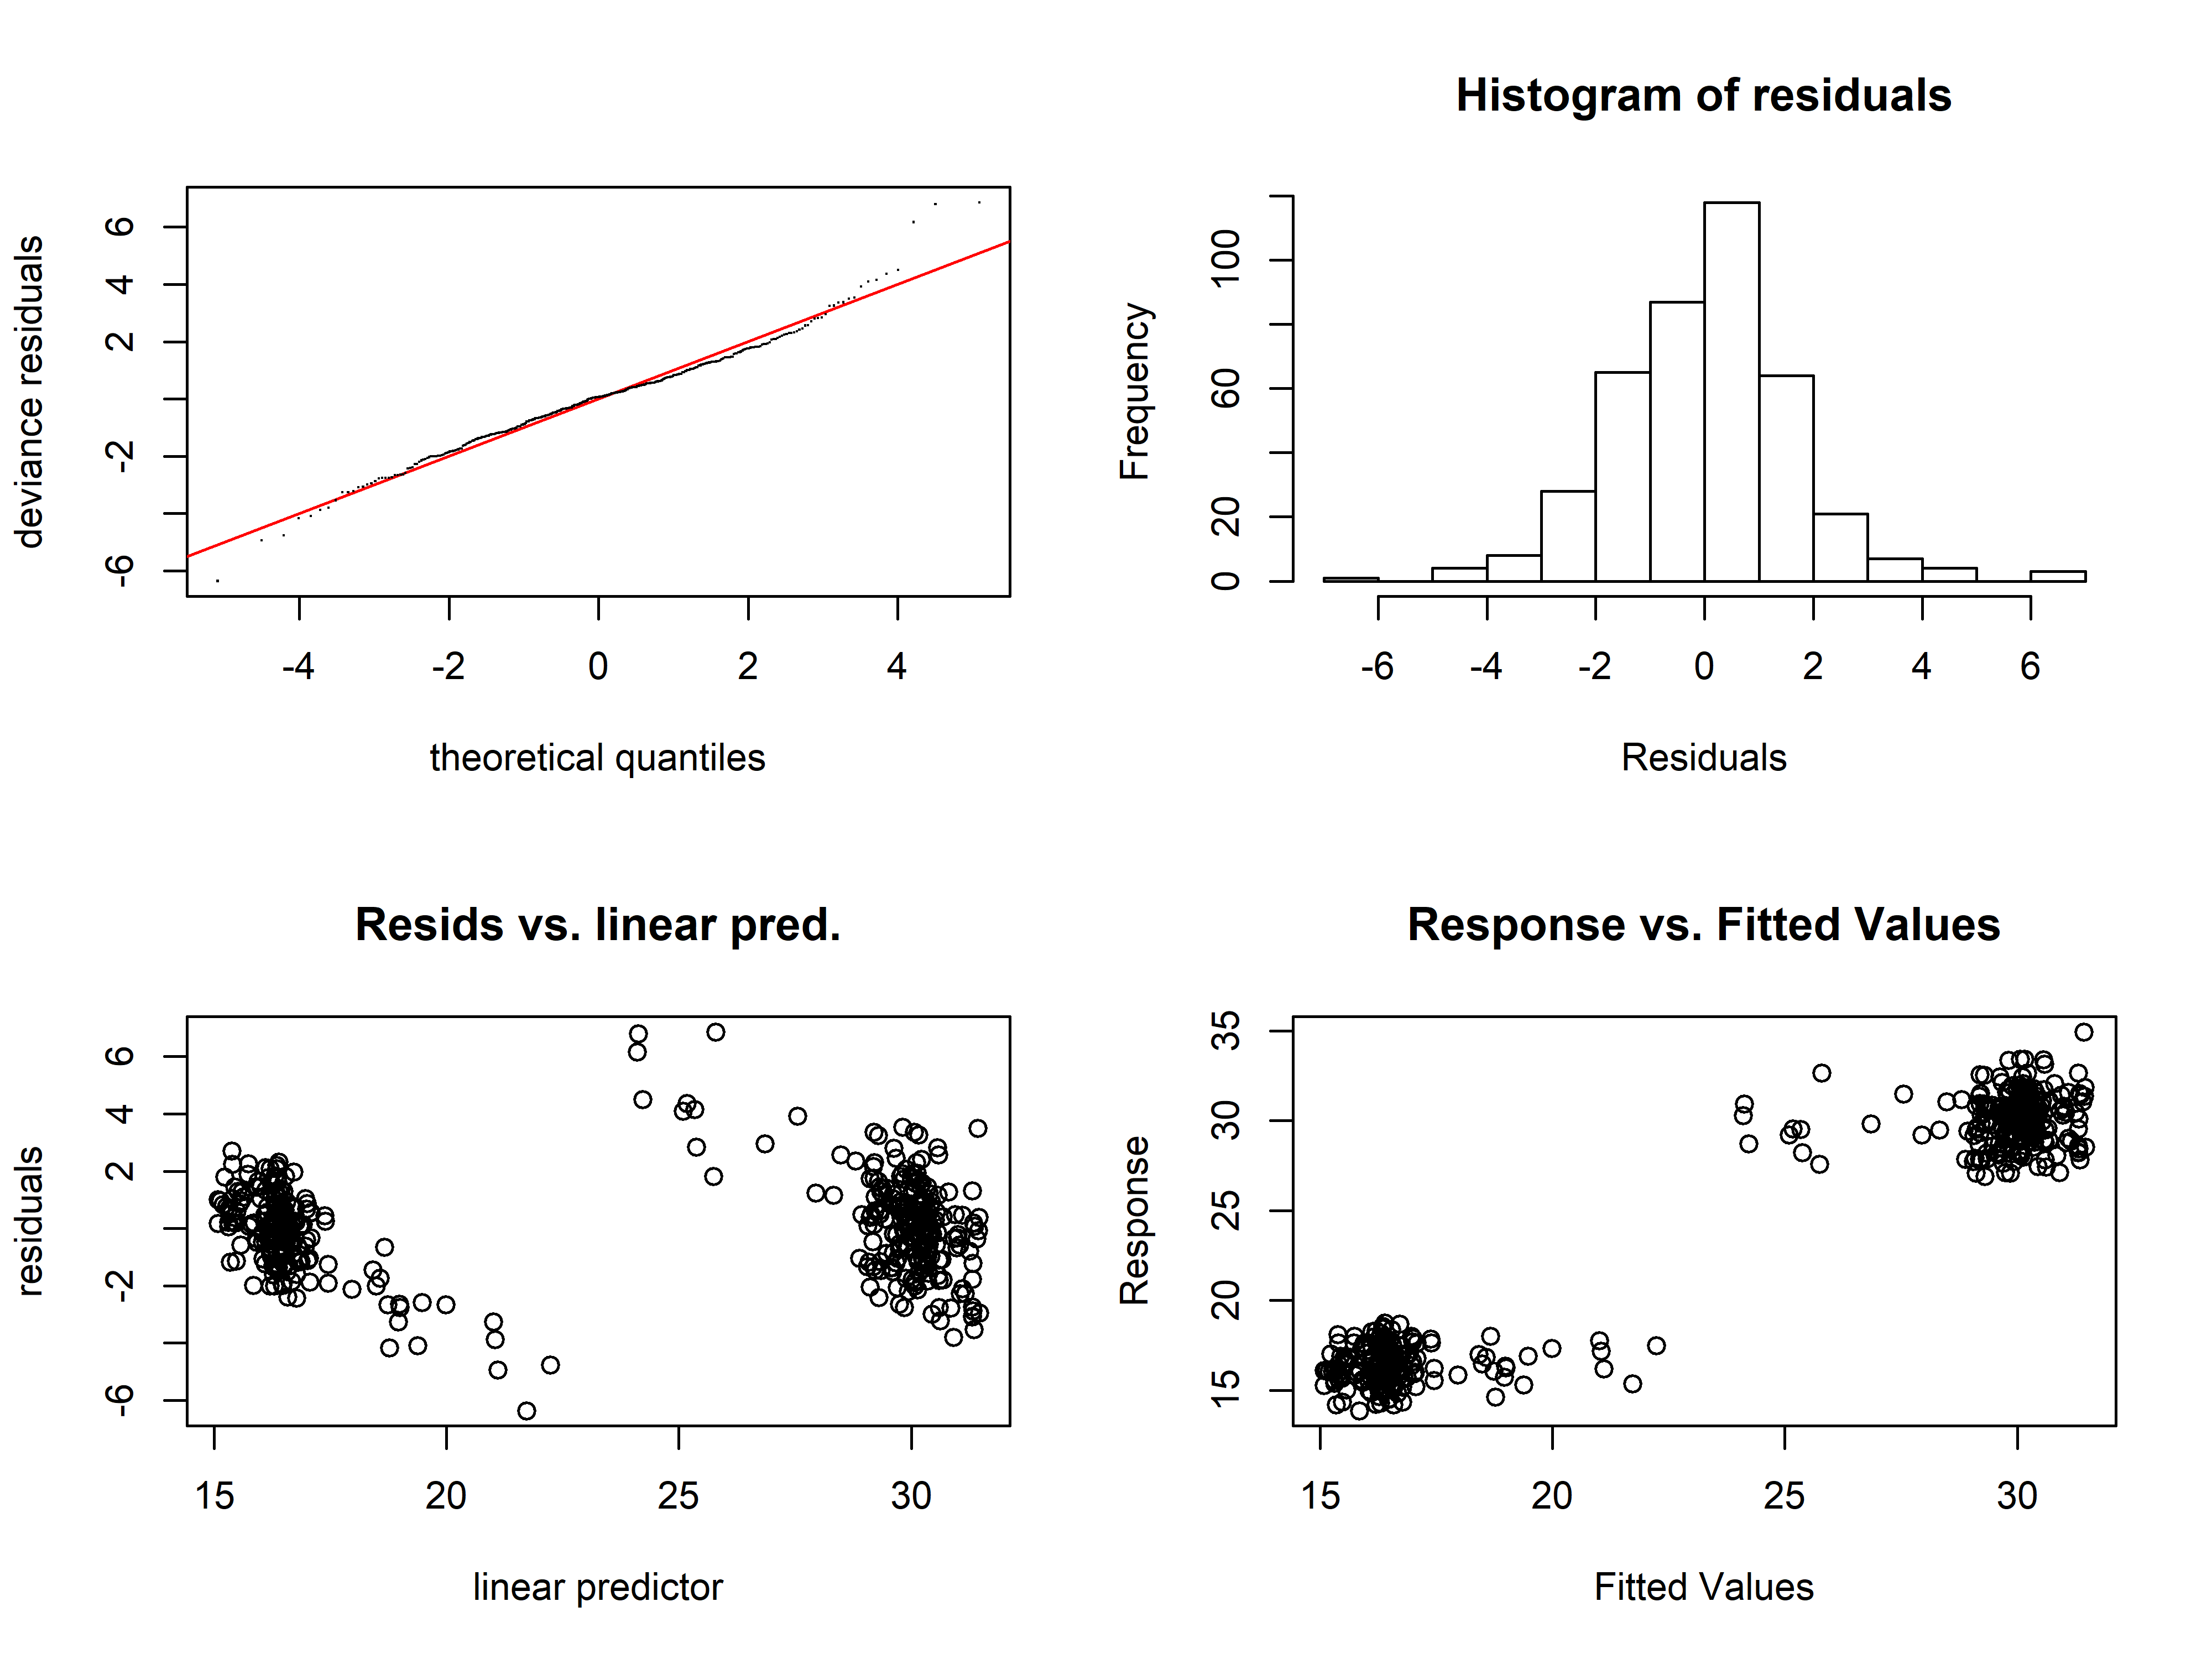 deviance residuals
6
4
2
-2
-6
-4 -2 0 2 4
theoretical quantiles
Histogram of residuals
Frequency
100
60
20
0
-6 -4 -2 0 2 4 6
Residuals
Resids vs. linear pred.
residuals
6
4
2
-2
-6
15 20 25 30
linear predictor
Response vs. Fitted Values
Response
35
30
25
20
15
15 20 25 30
Fitted Values